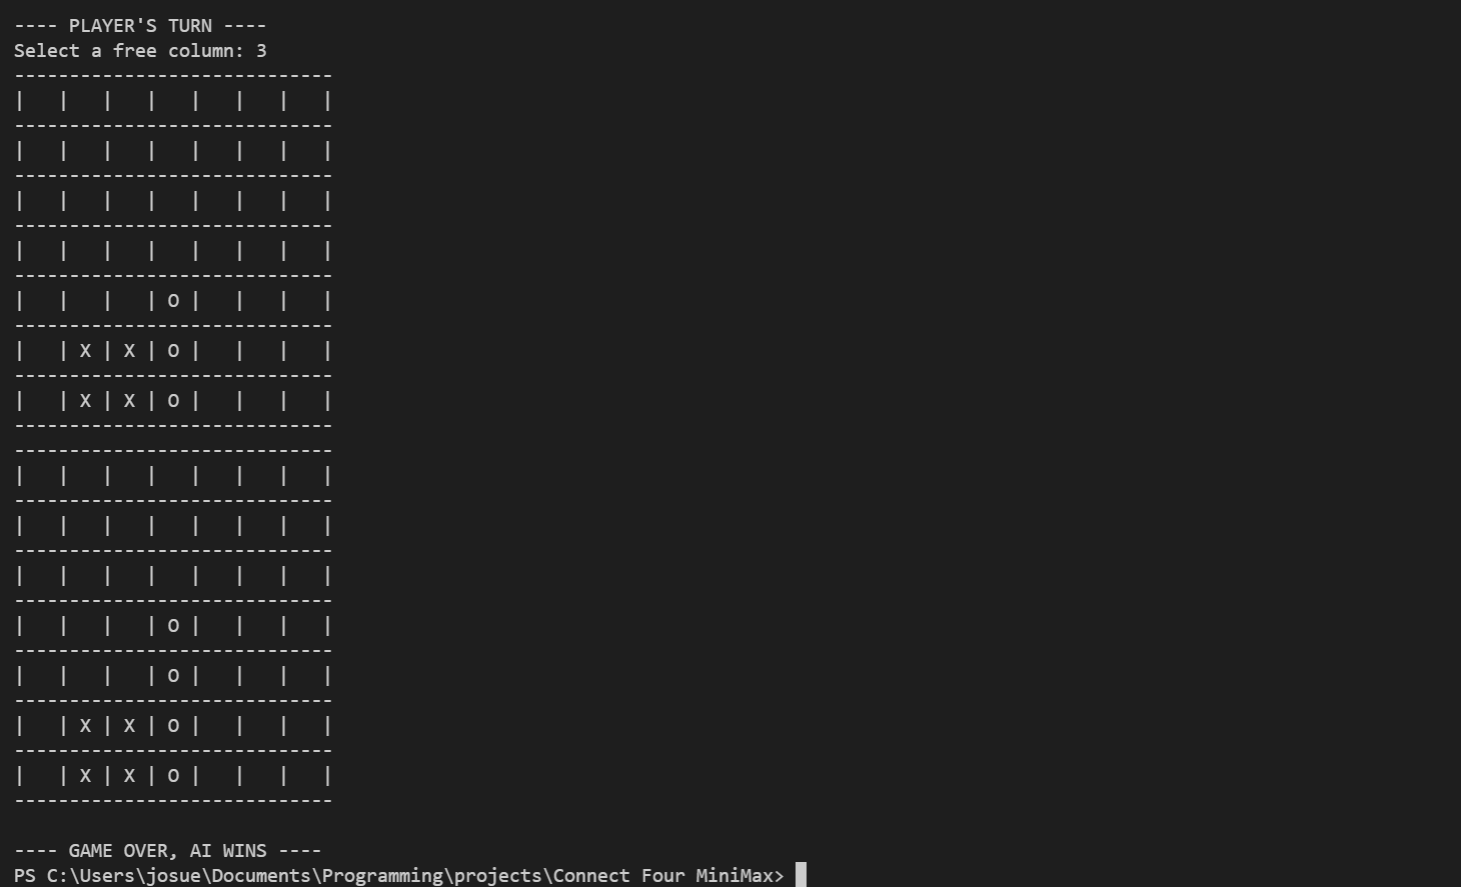 ---- PLAYER'S TURN ----
Select a free column: 3
-----------------------------
|   |   |   |   |   |   |   |
-----------------------------
|   |   |   |   |   |   |   |
-----------------------------
|   |   |   |   |   |   |   |
-----------------------------
|   |   |   |   |   |   |   |
-----------------------------
|   |   |   | O |   |   |   |
-----------------------------
|   | X | X | O |   |   |   |
-----------------------------
|   | X | X | O |   |   |   |
-----------------------------
-----------------------------
|   |   |   |   |   |   |   |
-----------------------------
|   |   |   |   |   |   |   |
-----------------------------
|   |   |   |   |   |   |   |
-----------------------------
|   |   |   | O |   |   |   |
-----------------------------
|   |   |   | O |   |   |   |
-----------------------------
|   | X | X | O |   |   |   |
-----------------------------
|   | X | X | O |   |   |   |
-----------------------------
---- GAME OVER, AI WINS ----
PS C:\Users\josue\Documents\Programming\projects\Connect Four MiniMax>